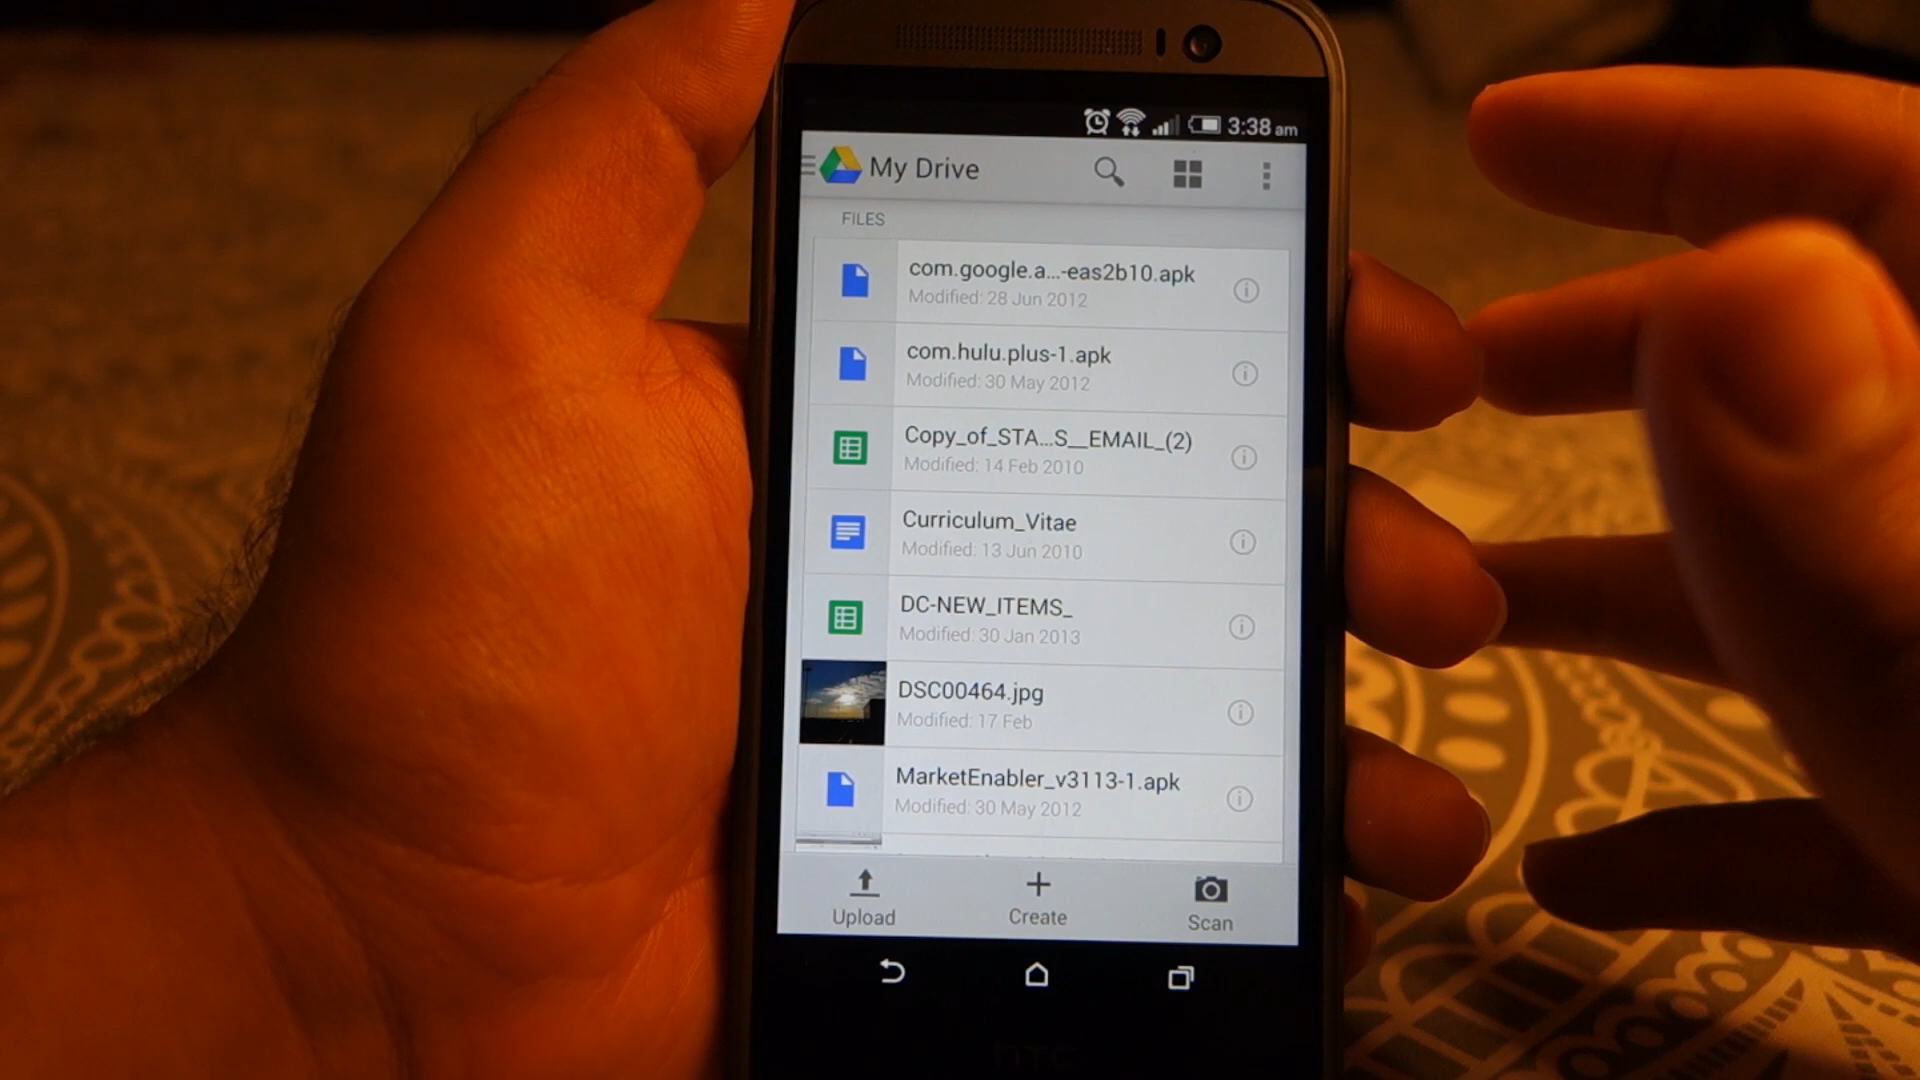 3:38 am
My Drive
FILES
com.google.a...-eas2b10.apk
Modified: 28 Jun 2012
com.hulu.plus-1.apk
Modified: 30 May 2012
Copy_of_STA...S__EMAIL_(2)
Modified: 14 Feb 2010
Curriculum_Vitae
Modified: 13 Jun 2010
DC-NEW_ITEMS_
Modified: 30 Jan 2013
DSC00464.jpg
Modified: 17 Feb
MarketEnabler_v3113-1.apk
Modified: 30 May 2012
Upload
Create
Scan
hTC